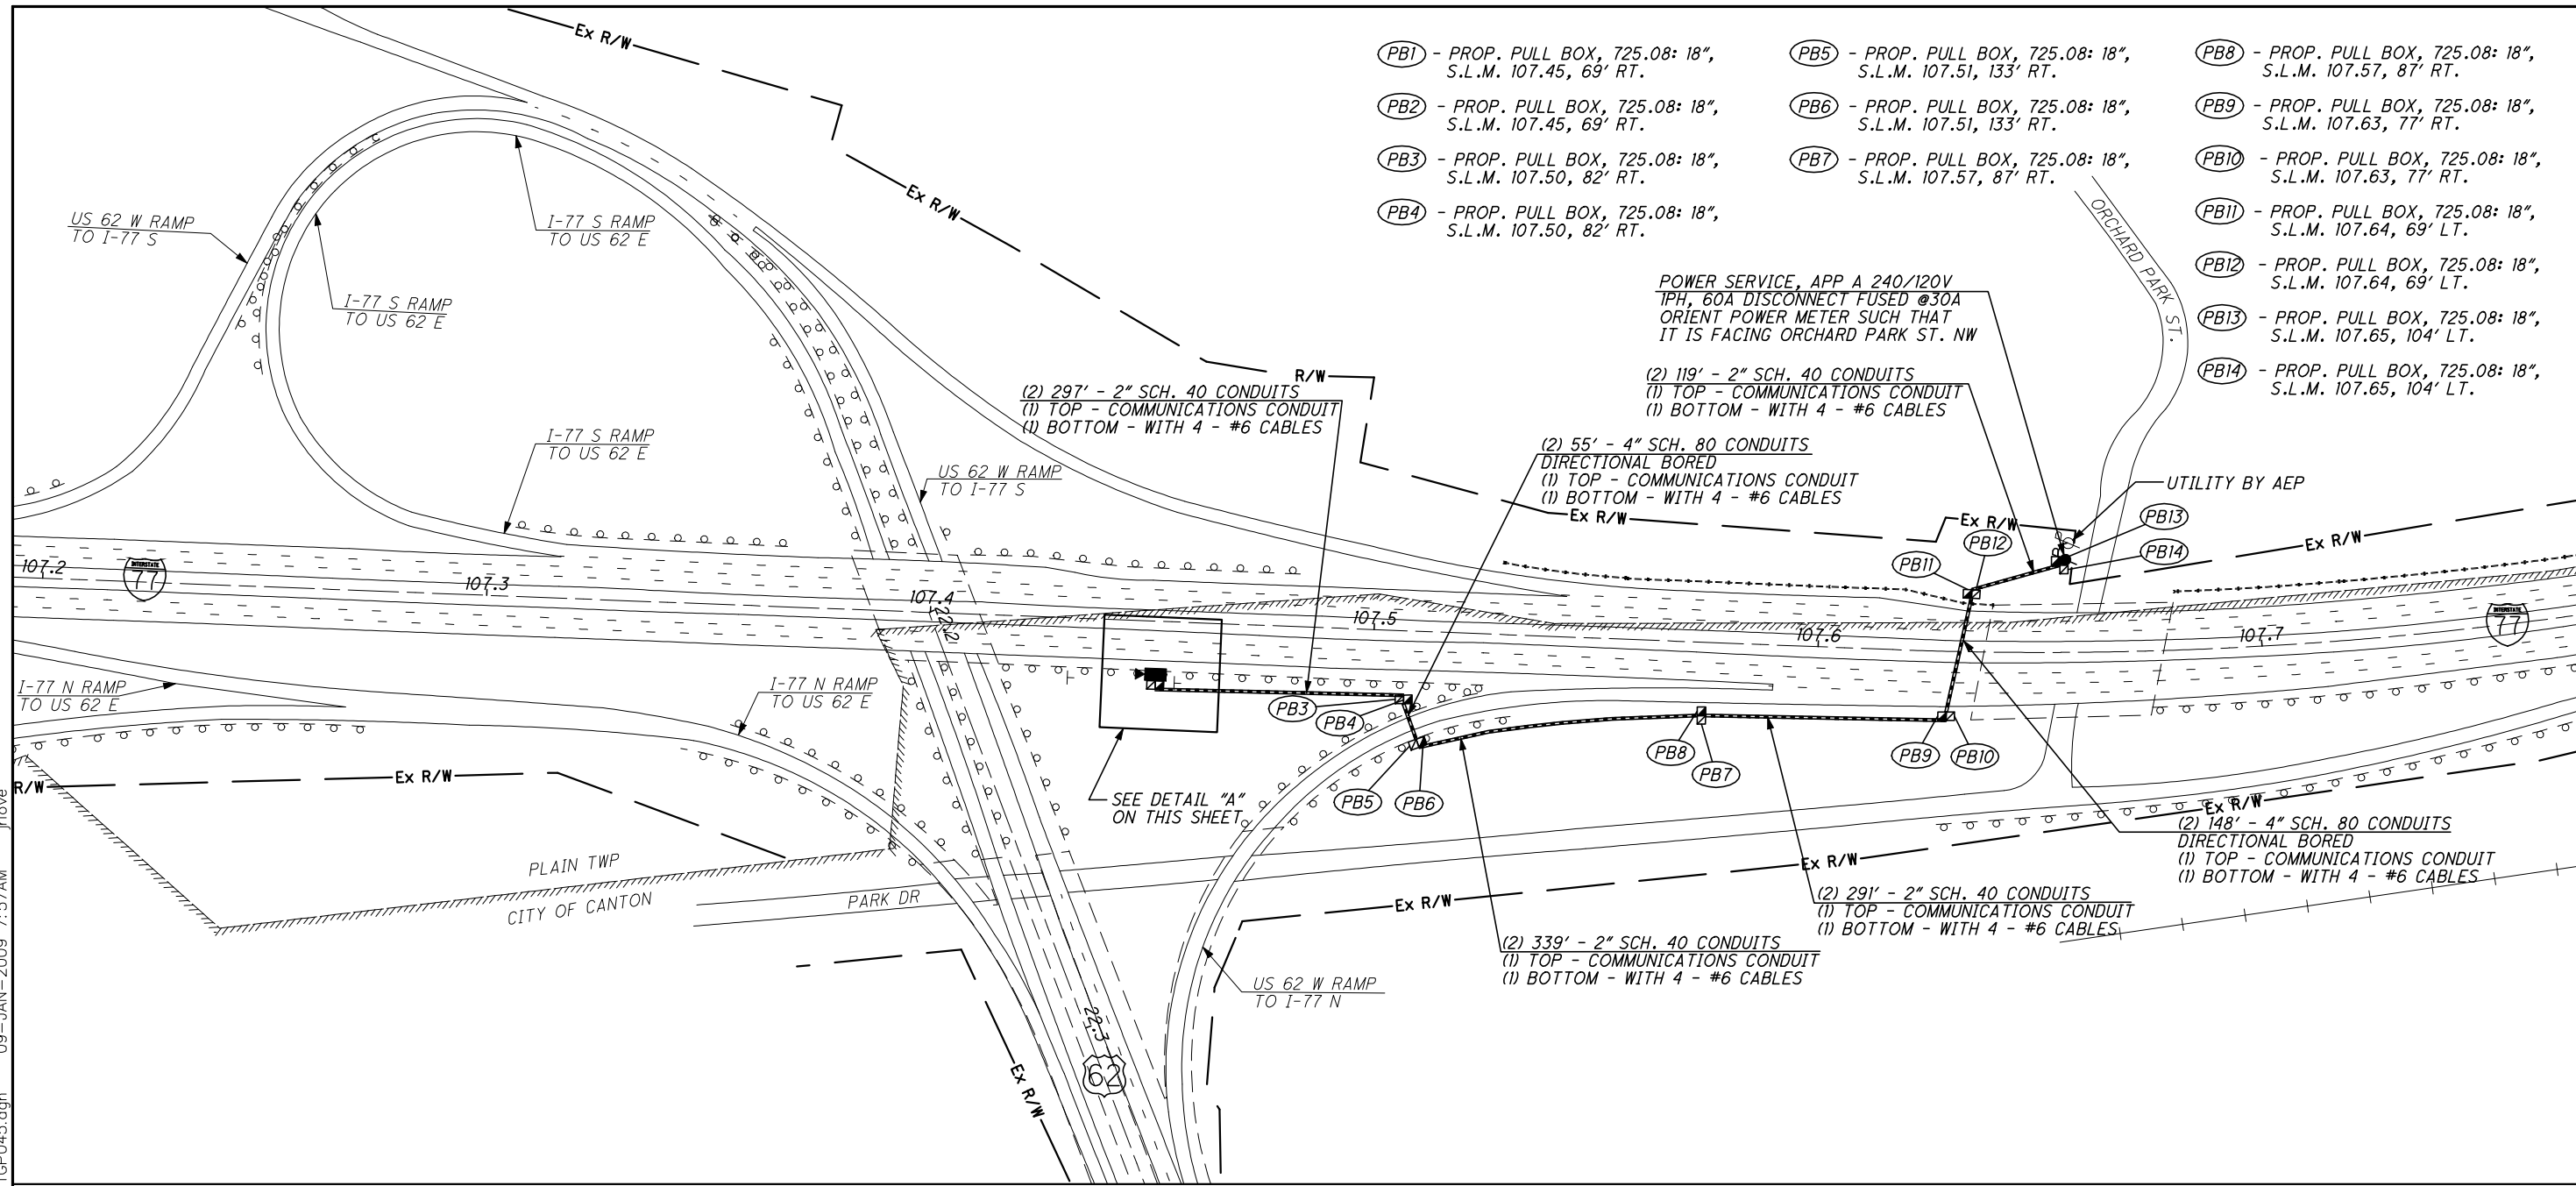 Ex R/W
PB1 - PROP. PULL BOX, 725.08: 18",
S.L.M. 107.45, 69' RT.
PB2 - PROP. PULL BOX, 725.08: 18",
S.L.M. 107.45, 69' RT.
PB3 - PROP. PULL BOX, 725.08: 18",
S.L.M. 107.50, 82' RT.
PB4 - PROP. PULL BOX, 725.08: 18",
S.L.M. 107.50, 82' RT.
PB5 - PROP. PULL BOX, 725.08: 18",
S.L.M. 107.51, 133' RT.
PB6 - PROP. PULL BOX, 725.08: 18",
S.L.M. 107.51, 133' RT.
PB7 - PROP. PULL BOX, 725.08: 18",
S.L.M. 107.57, 87' RT.
PB8 - PROP. PULL BOX, 725.08: 18",
S.L.M. 107.57, 87' RT.
PB9 - PROP. PULL BOX, 725.08: 18",
S.L.M. 107.63, 77' RT.
PB10 - PROP. PULL BOX, 725.08: 18",
S.L.M. 107.63, 77' RT.
PB11 - PROP. PULL BOX, 725.08: 18",
S.L.M. 107.64, 69' LT.
PB12 - PROP. PULL BOX, 725.08: 18",
S.L.M. 107.64, 69' LT.
PB13 - PROP. PULL BOX, 725.08: 18",
S.L.M. 107.65, 104' LT.
PB14 - PROP. PULL BOX, 725.08: 18",
S.L.M. 107.65, 104' LT.
Ex R/W
ORCHARD PARK ST.
US 62 W RAMP
TO I-77 S
I-77 S RAMP
TO US 62 E
I-77 S RAMP
TO US 62 E
I-77 S RAMP
TO US 62 E
US 62 W RAMP
TO I-77 S
POWER SERVICE, APP A 240/120V
1PH, 60A DISCONNECT FUSED @30A
ORIENT POWER METER SUCH THAT
IT IS FACING ORCHARD PARK ST. NW
R/W
(2) 297' - 2" SCH. 40 CONDUITS
(1) TOP - COMMUNICATIONS CONDUIT
(1) BOTTOM - WITH 4 - #6 CABLES
(2) 119' - 2" SCH. 40 CONDUITS
(1) TOP - COMMUNICATIONS CONDUIT
(1) BOTTOM - WITH 4 - #6 CABLES
(2) 55' - 4" SCH. 80 CONDUITS
DIRECTIONAL BORED
(1) TOP - COMMUNICATIONS CONDUIT
(1) BOTTOM - WITH 4 - #6 CABLES
UTILITY BY AEP
Ex R/W
Ex R/W
Ex R/W
PB13
PB12
PB14
PB11
107.2
INTERSTATE
77
107.3
107.4
22.2
107.5
107.6
107.7
INTERSTATE
77
I-77 N RAMP
TO US 62 E
I-77 N RAMP
TO US 62 E
PB3
PB4
PB8
PB7
PB9
PB10
PB5
PB6
R/W
Ex R/W
SEE DETAIL "A"
ON THIS SHEET
Ex R/W
(2) 148' - 4" SCH. 80 CONDUITS
DIRECTIONAL BORED
(1) TOP - COMMUNICATIONS CONDUIT
(1) BOTTOM - WITH 4 - #6 CABLES
PLAIN TWP
CITY OF CANTON
PARK DR
Ex R/W
Ex R/W
(2) 291' - 2" SCH. 40 CONDUITS
(1) TOP - COMMUNICATIONS CONDUIT
(1) BOTTOM - WITH 4 - #6 CABLES
(2) 339' - 2" SCH. 40 CONDUITS
(1) TOP - COMMUNICATIONS CONDUIT
(1) BOTTOM - WITH 4 - #6 CABLES
US 62 W RAMP
TO I-77 N
22.3
62
Ex R/W
09-JAN-2009